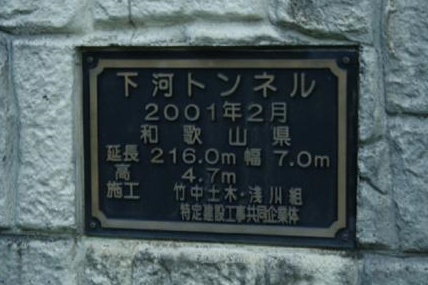 下河トンネル
2001年2月
和歌山県
延長 216.0m 幅 7.0m
高 4.7m
施工 竹中土木・浅川組
特定建設工事共同企業体